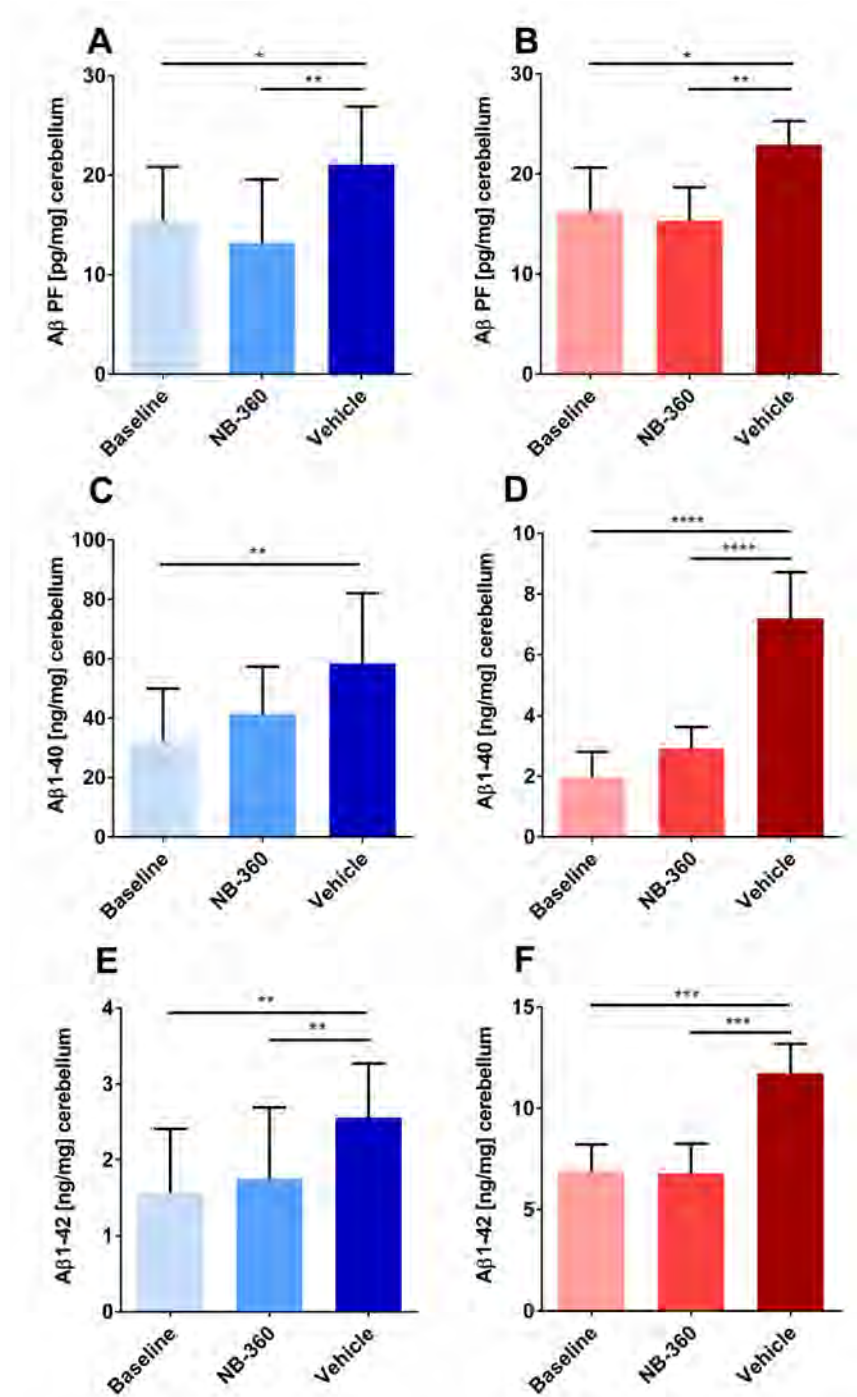 A
*
**
30
20
10
0
Aβ PF [pg/mg] cerebellum
Baseline
NB-360
Vehicle
B
*
**
30
20
10
0
Aβ PF [pg/mg] cerebellum
Baseline
NB-360
Vehicle
C
**
100
80
60
40
20
0
Aβ1-40 [ng/mg] cerebellum
Baseline
NB-360
Vehicle
D
****
****
10
8
6
4
2
0
Aβ1-40 [ng/mg] cerebellum
Baseline
NB-360
Vehicle
E
**
**
4
3
2
1
0
Aβ1-42 [ng/mg] cerebellum
Baseline
NB-360
Vehicle
F
***
***
15
10
5
0
Aβ1-42 [ng/mg] cerebellum
Baseline
NB-360
Vehicle